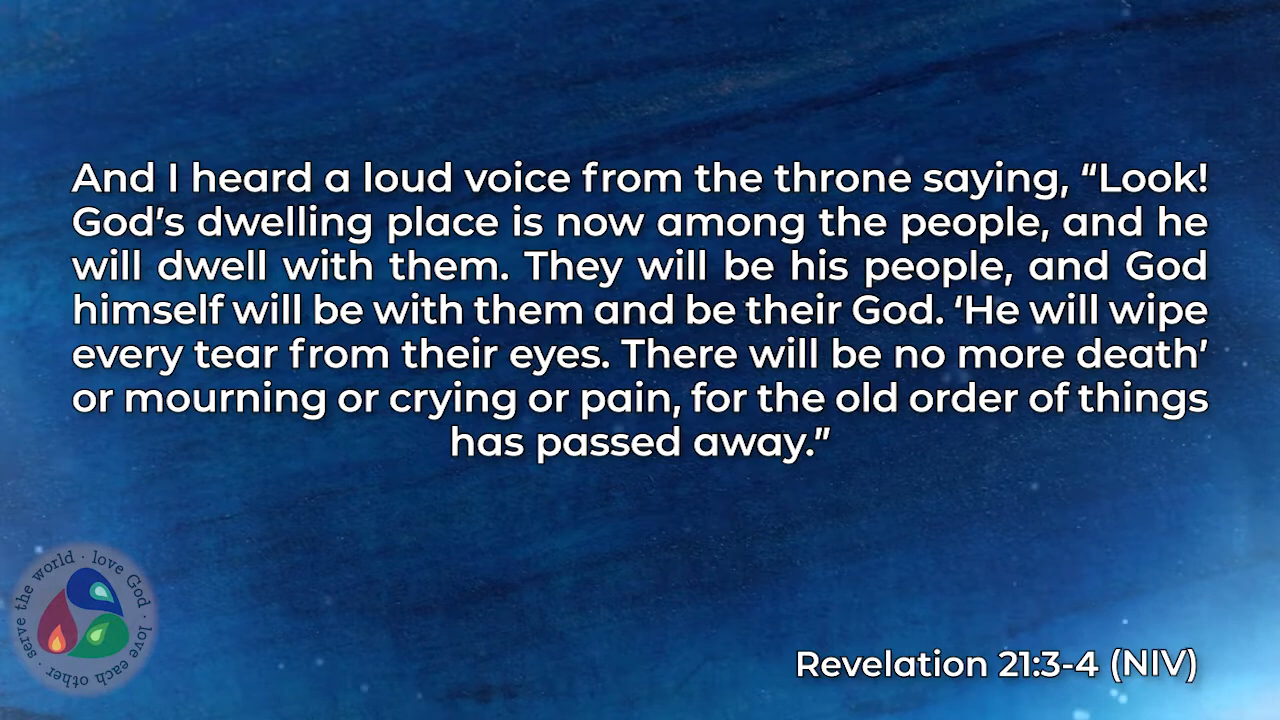 And I heard a loud voice from the throne saying, “Look!
God’s dwelling place is now among the people, and he
will dwell with them. They will be his people, and God
himself will be with them and be their God. ‘He will wipe
every tear from their eyes. There will be no more death’
or mourning or crying or pain, for the old order of things
has passed away.”
serve the world · love God · love each other ·
Revelation 21:3-4 (NIV)